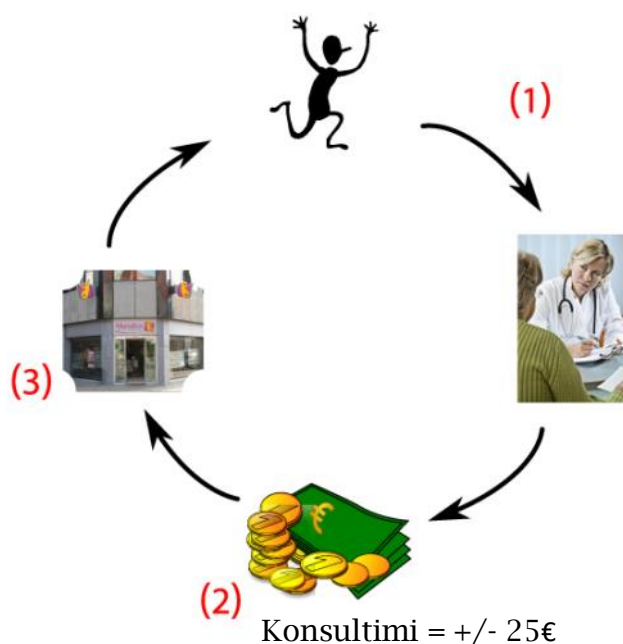 (1)
(3)
(2)
Konsultimi = +/- 25€